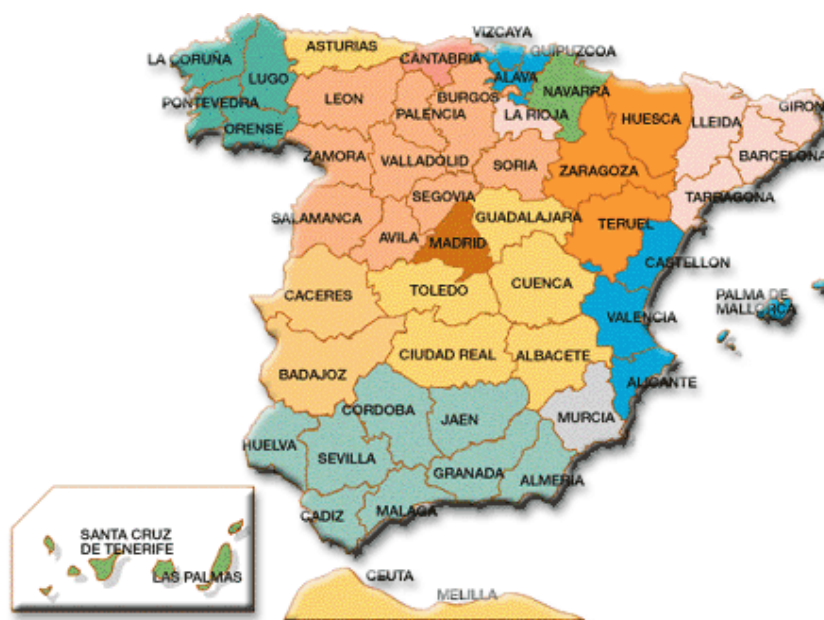 VIZCAYA
ASTURIAS
GUIPUZCOA
LA CORUÑA
CANTABRIA
LUGO
ALAVA
NAVARRA
LEON
BURGOS
PONTEVEDRA
PALENCIA
LA RIOJA
HUESCA
LLEIDA
GIRON
ORENSE
ZAMORA
VALLADOLID
SORIA
ZARAGOZA
BARCELONA
SEGOVIA
TARRAGONA
SALAMANCA
GUADALAJARA
TERUEL
AVILA
MADRID
CASTELLON
CACERES
TOLEDO
CUENCA
PALMA DE
MALLORCA
VALENCIA
BADAJOZ
CIUDAD REAL
ALBACETE
ALICANTE
CORDOBA
JAEN
MURCIA
HUELVA
SEVILLA
GRANADA
ALMERIA
CADIZ
MALAGA
SANTA CRUZ
DE TENERIFE
LAS PALMAS
CEUTA
MELILLA